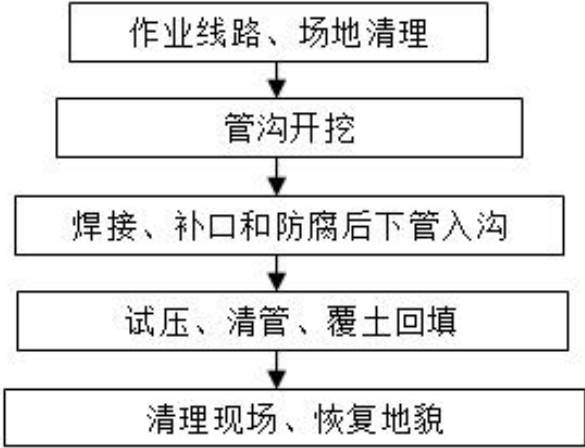 作业线路、场地清理
管沟开挖
焊接、补口和防腐后下管入沟
试压、清管、覆土回填
清理现场、恢复地貌